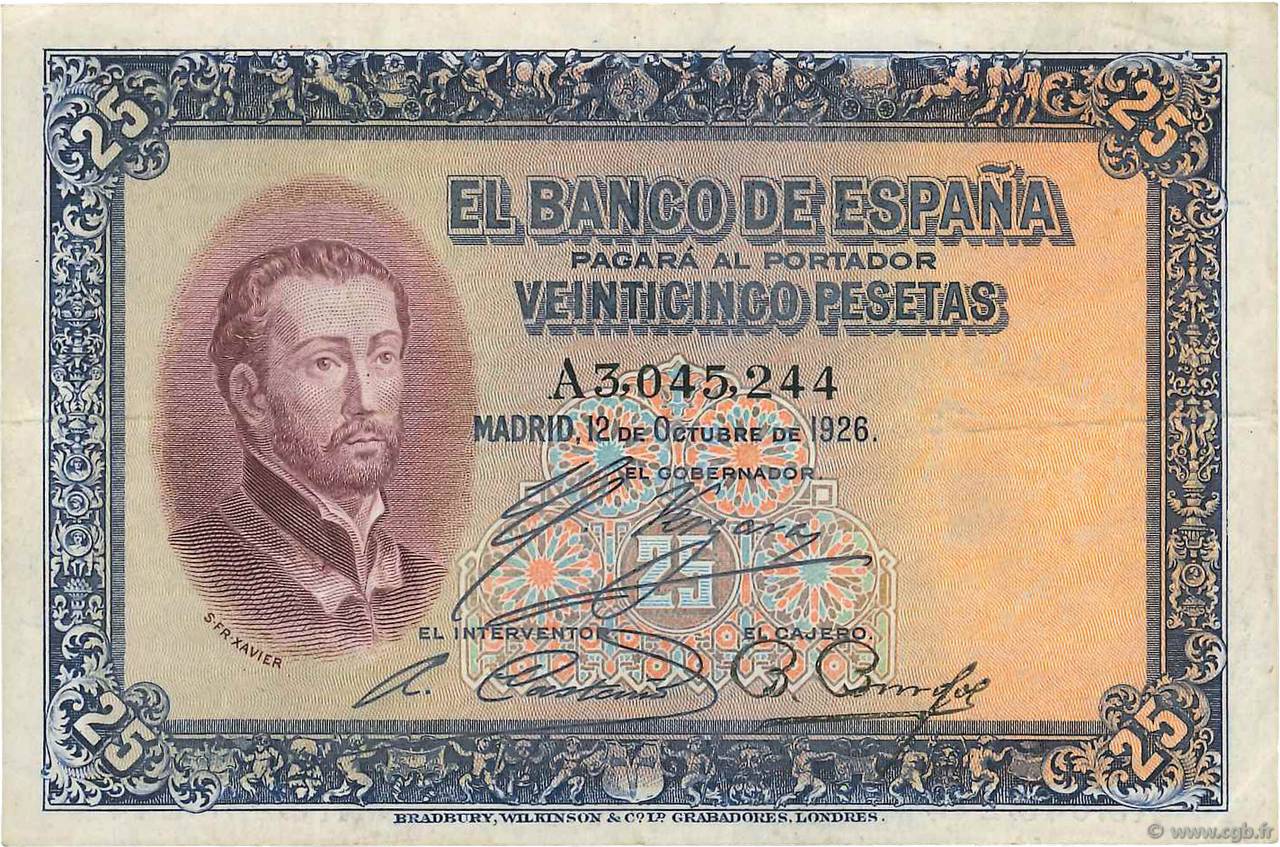 25 25
EL BANCO DE ESPAÑA
PAGARÁ AL PORTADOR
VEINTICINCO PESETAS
A3,045,244
MADRID, 12 DE OCTUBRE DE 1926.
EL GOBERNADOR
25
EL INTERVENTOR
EL CAJERO.
S. FR. XAVIER
25 25
BRADBURY, WILKINSON & Cº Lᴰ GRABADORES, LONDRES.
© www.cgb.fr